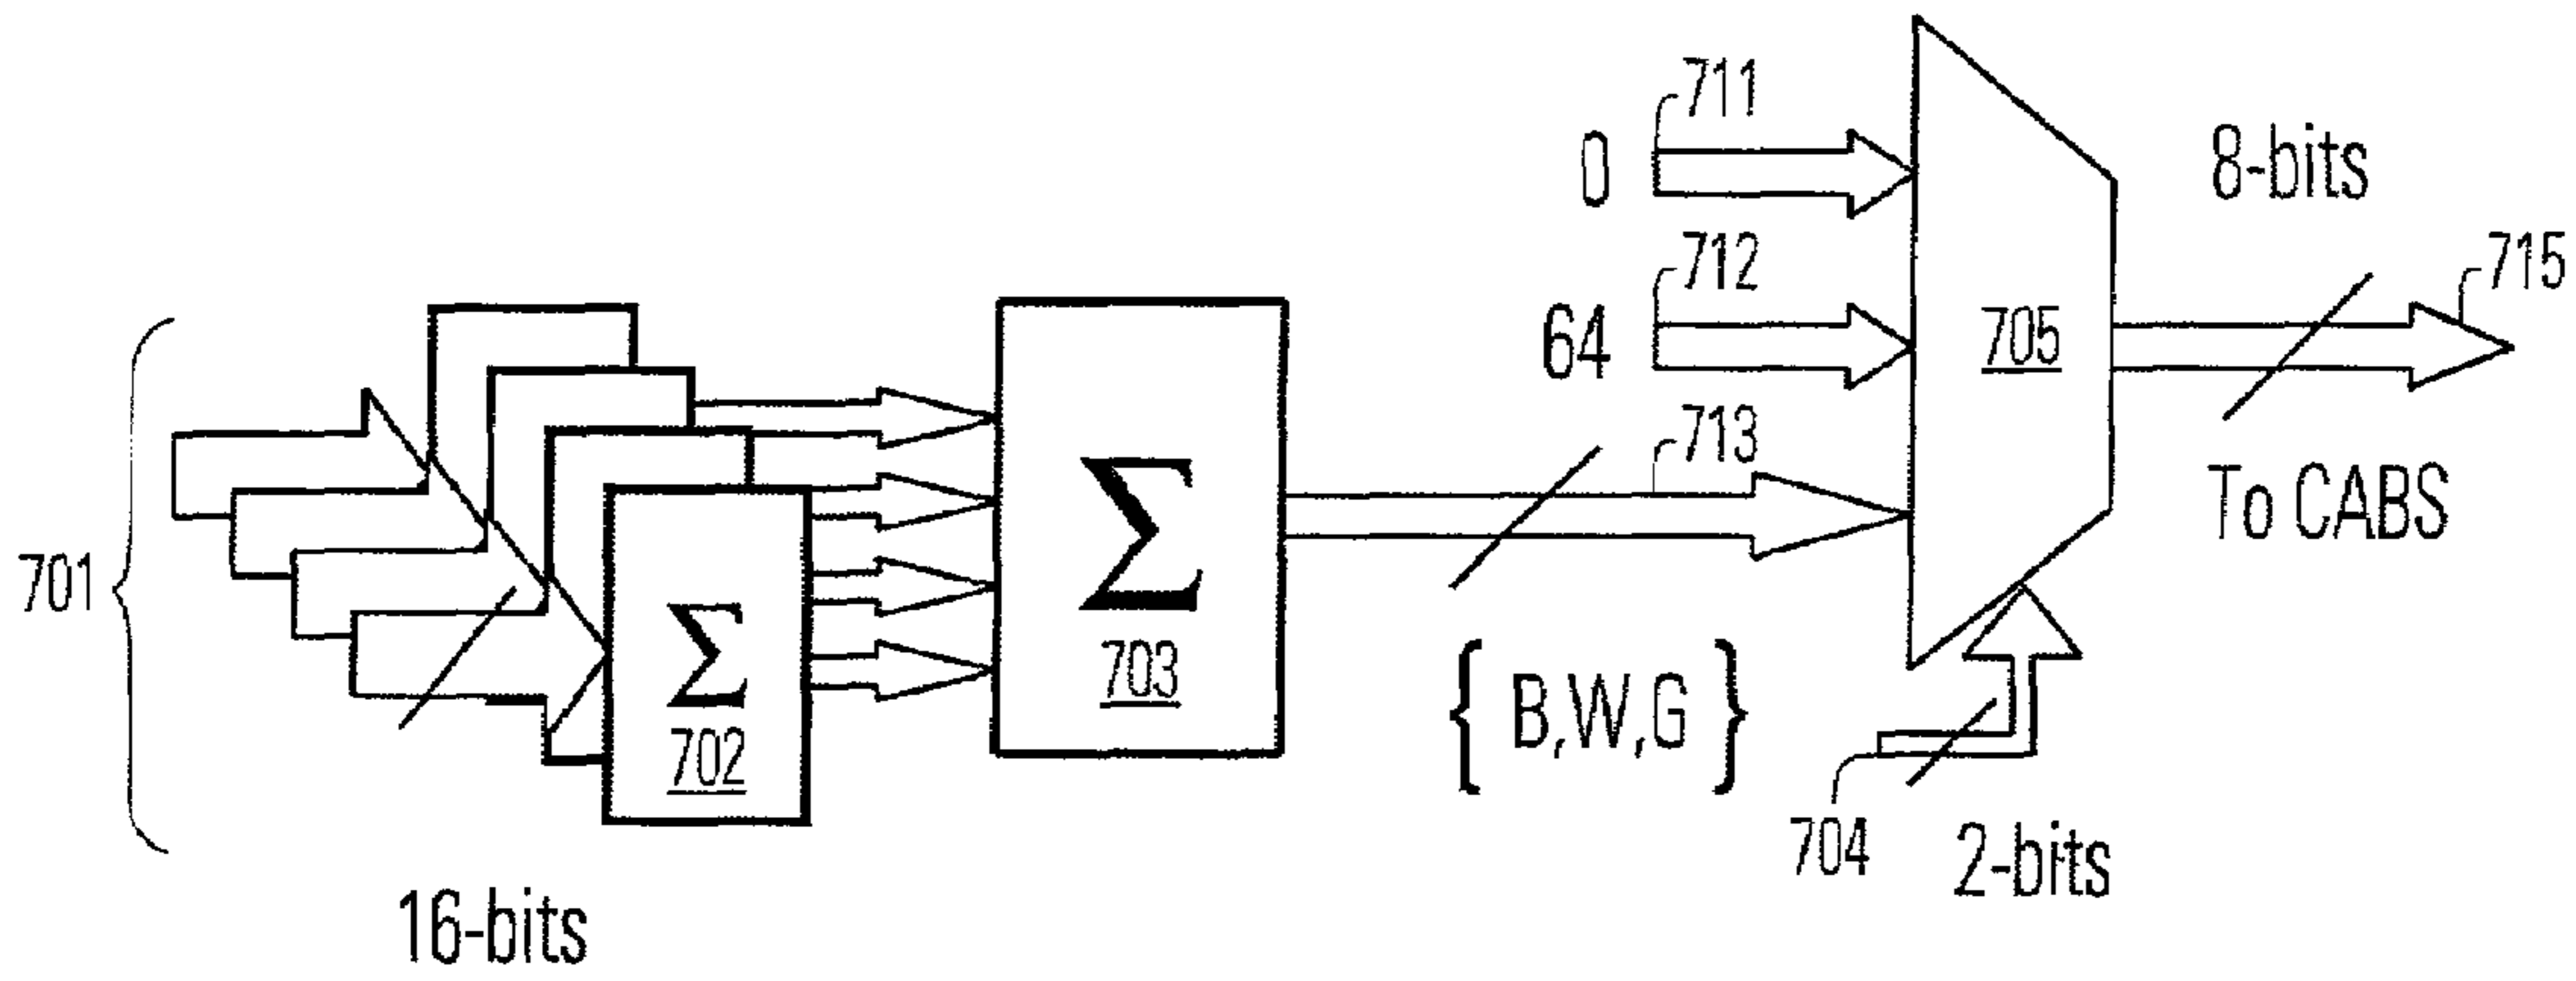 701
16-bits
Σ
702
Σ
703
0
711
64
712
713
{ B,W,G }
705
704
2-bits
8-bits
715
To CABS